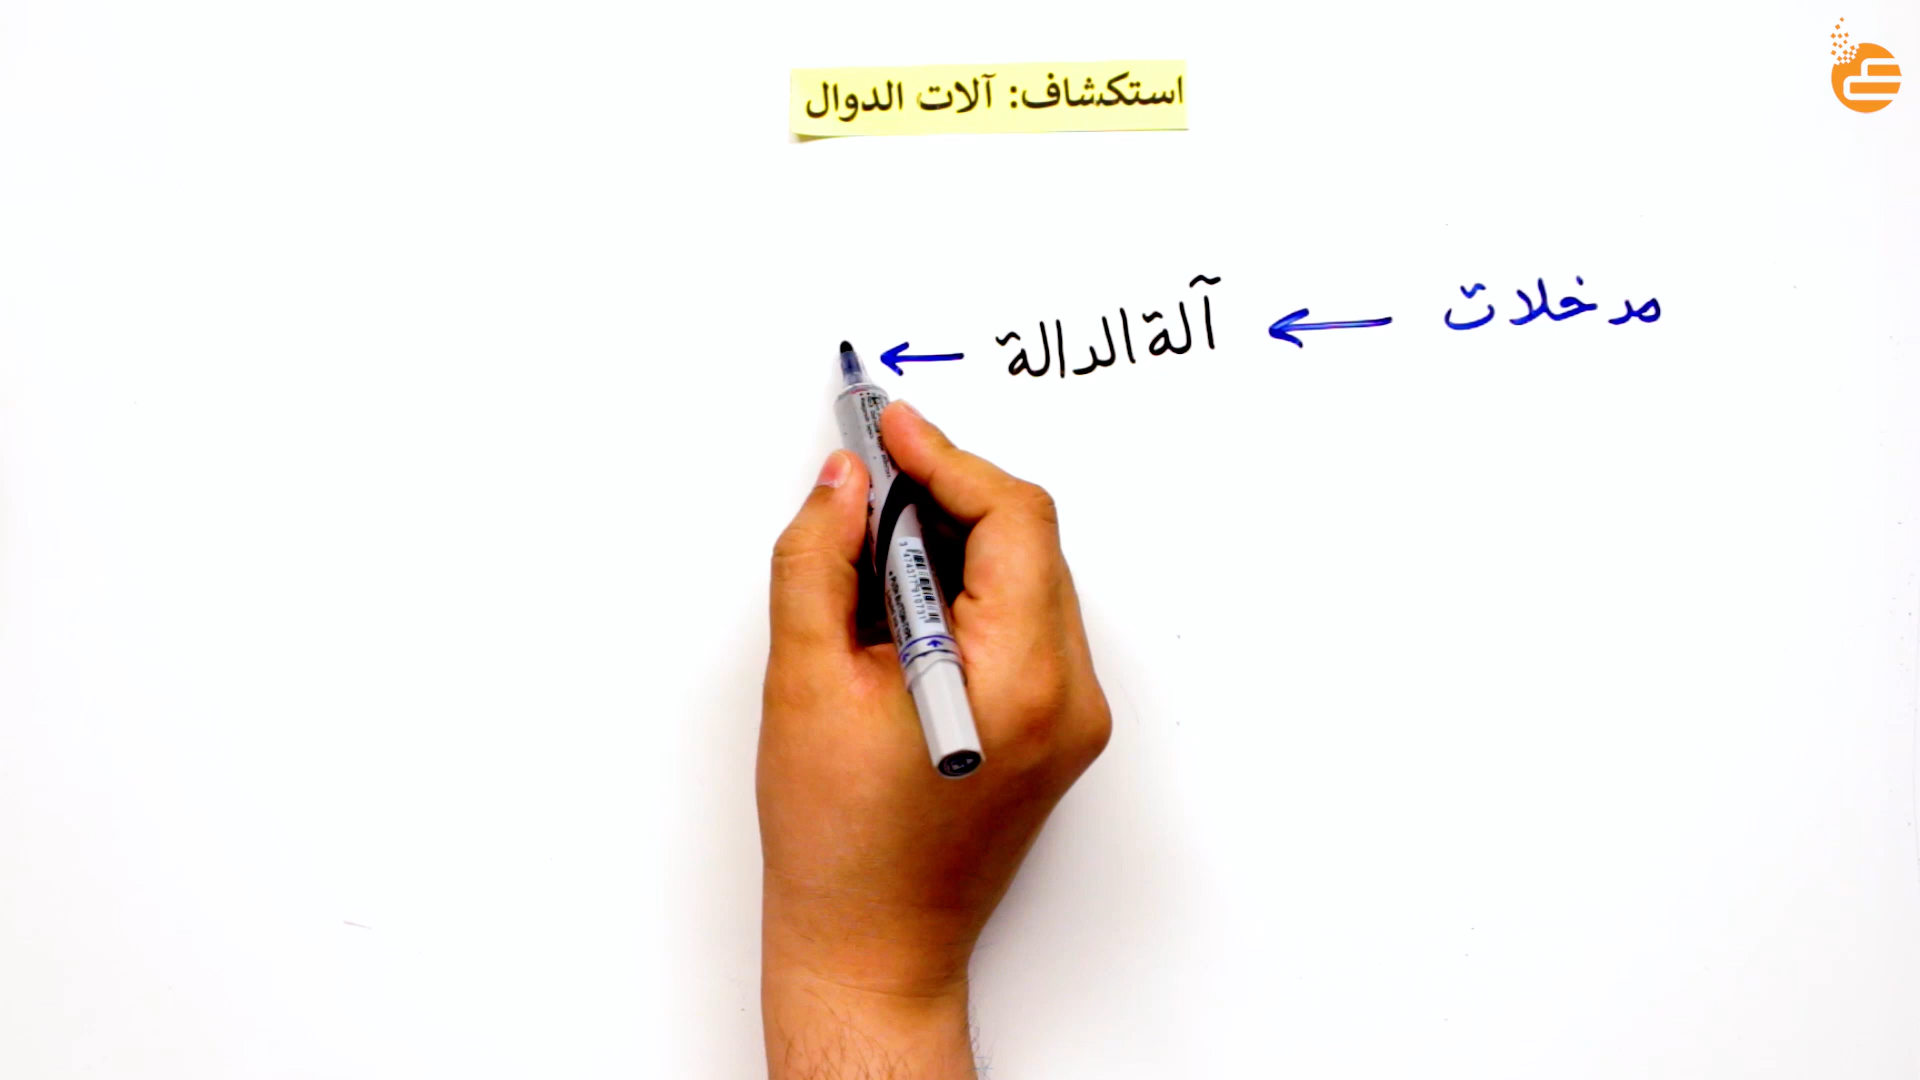 استكشاف: آلات الدوال
مدخلات ← آلة الدالة ←